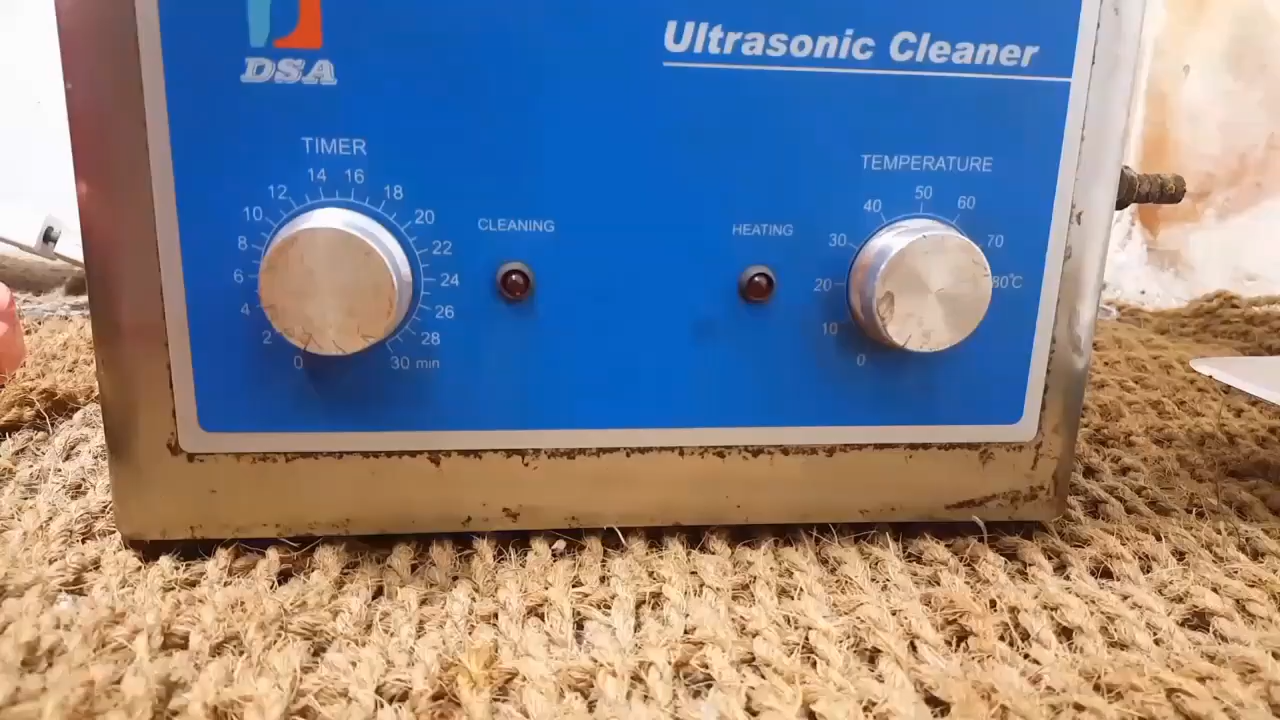 DSA
Ultrasonic Cleaner
TIMER
0 2 4 6 8 10 12 14 16 18 20 22 24 26 28 30 min
CLEANING
HEATING
TEMPERATURE
0 10 20 30 40 50 60 70 80°C